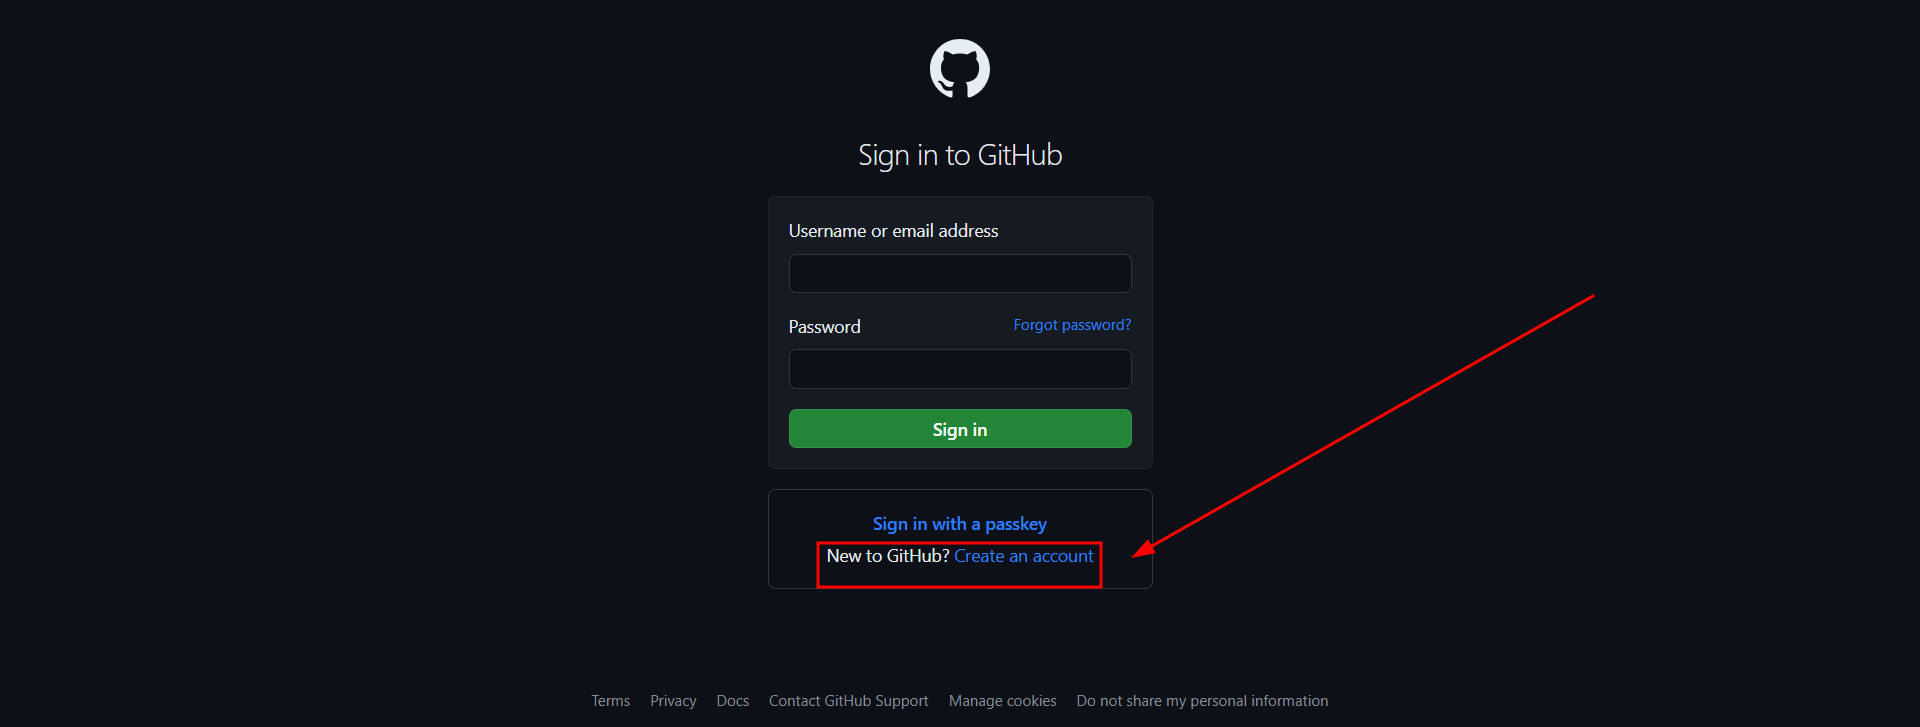 Sign in to GitHub
Username or email address
Password Forgot password?
Sign in
Sign in with a passkey
New to GitHub? Create an account
Terms Privacy Docs Contact GitHub Support Manage cookies Do not share my personal information